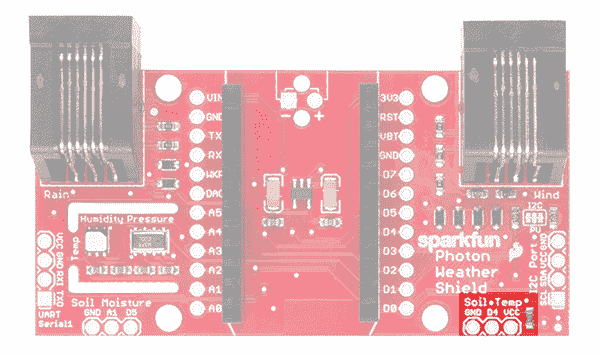 Rain
Wind
VIN
GND
TX
RX
WKP
DAC
A5
A4
A3
A2
A1
A0
3V3
RST
VBT
GND
D7
D6
D5
D4
D3
D2
D1
D0
- +
Humidity Pressure
Temp
VCC
GND
RXI
TXO
UART
Serial1
Soil Moisture
GND A1 D5
sparkfun
Photon
Weather
Shield
I2C
PU
I2C Port
GND
VCC
SDA
SCL
Soil Temp
GND D4 VCC